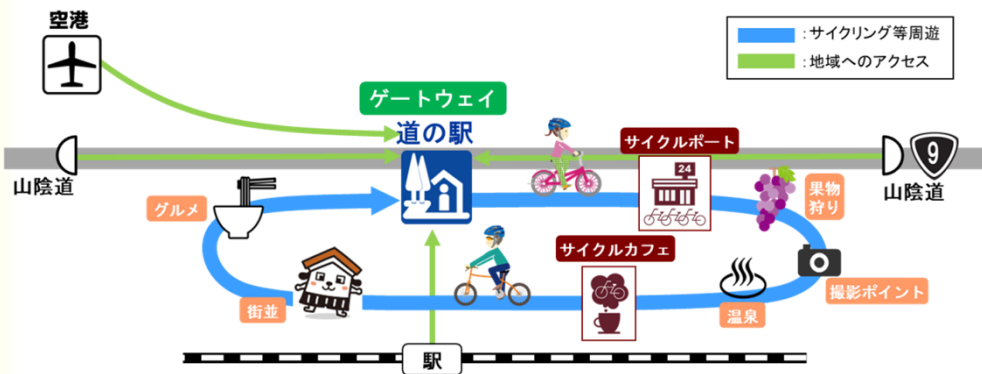 空港
：サイクリング等周遊
：地域へのアクセス
ゲートウェイ
道の駅
サイクルポート
9
山陰道
山陰道
24
グルメ
果物
狩り
サイクルカフェ
街並
温泉
撮影ポイント
駅